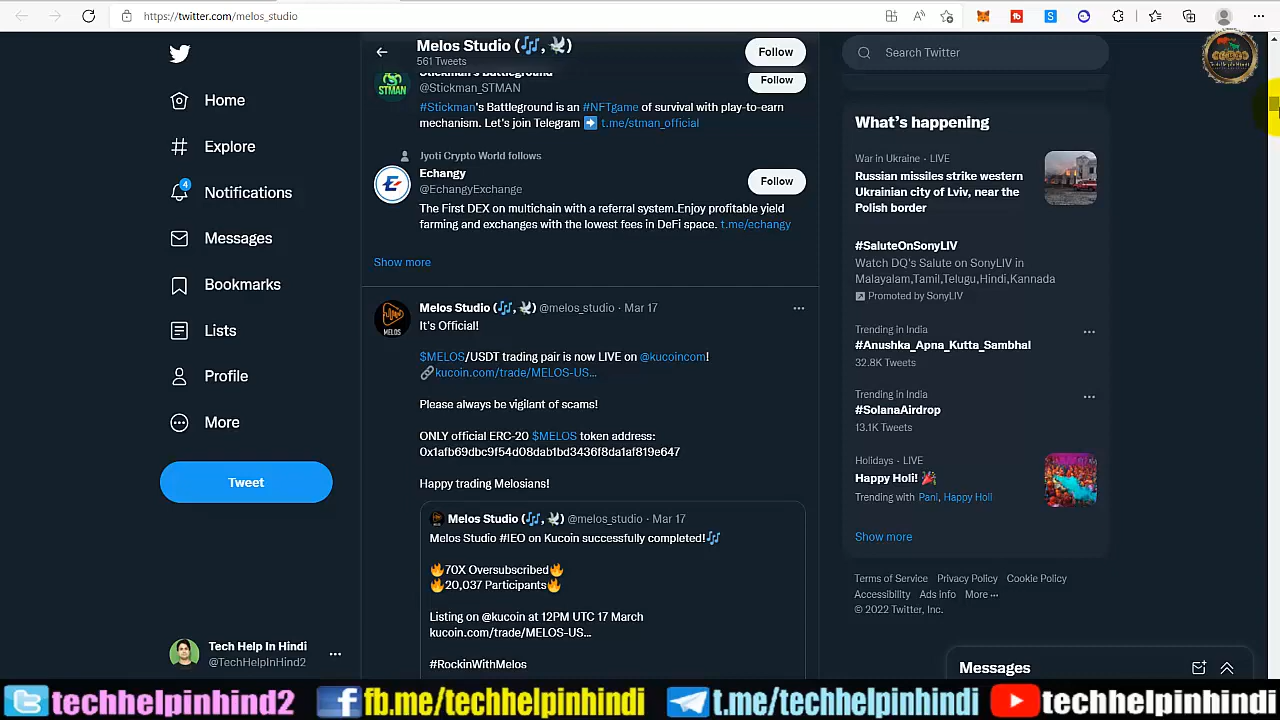 https://twitter.com/melos_studio
Melos Studio (🎶, 🕊)
561 Tweets
Follow
Search Twitter
Home
Explore
4
Notifications
Messages
Bookmarks
Lists
Profile
More
Tweet
Tech Help In Hindi
@TechHelpInHind2
Stickman's Battleground
@Stickman_STMAN
Follow
STMAN
#Stickman's Battleground is an #NFTgame of survival with play-to-earn
mechanism. Let's join Telegram ➡ t.me/stman_official
Jyoti Crypto World follows
Echangy
@EchangyExchange
Follow
The First DEX on multichain with a referral system.Enjoy profitable yield
farming and exchanges with the lowest fees in DeFi space. t.me/echangy
Show more
Melos Studio (🎶, 🕊) @melos_studio · Mar 17
MELOS
It's Official!
$MELOS/USDT trading pair is now LIVE on @kucoincom!
🔗kucoin.com/trade/MELOS-US...
Please always be vigilant of scams!
ONLY official ERC-20 $MELOS token address:
0x1afb69dbc9f54d08dab1bd3436f8da1af819e647
Happy trading Melosians!
Melos Studio (🎶, 🕊) @melos_studio · Mar 17
Melos Studio #IEO on Kucoin successfully completed!🎶
🔥70X Oversubscribed🔥
🔥20,037 Participants🔥
Listing on @kucoin at 12PM UTC 17 March
kucoin.com/trade/MELOS-US...
#RockinWithMelos
What's happening
War in Ukraine · LIVE
Russian missiles strike western
Ukrainian city of Lviv, near the
Polish border
#SaluteOnSonyLIV
Watch DQ's Salute on SonyLIV in
Malayalam,Tamil,Telugu,Hindi,Kannada
Promoted by SonyLIV
Trending in India
#Anushka_Apna_Kutta_Sambhal
32.8K Tweets
Trending in India
#SolanaAirdrop
13.1K Tweets
Holidays · LIVE
Happy Holi! 🎉
Trending with Pani, Happy Holl
Show more
Terms of Service Privacy Policy Cookie Policy
Accessibility Ads info More ···
© 2022 Twitter, Inc.
Messages
techhelpinhind2 fb.me/techhelpinhindi t.me/techhelpinhindi techhelpinhindi